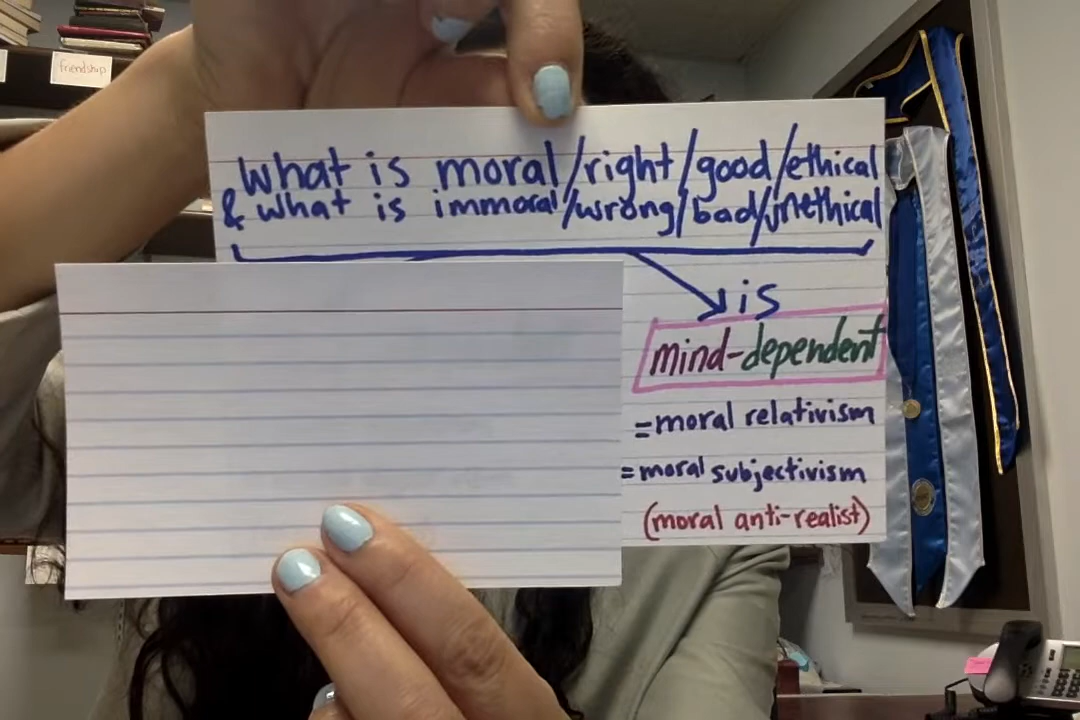 friendship
What is moral/right/good/ethical
& what is immoral/wrong/bad/unethical
is
mind-dependent
=moral relativism
=moral subjectivism
(moral anti-realist)